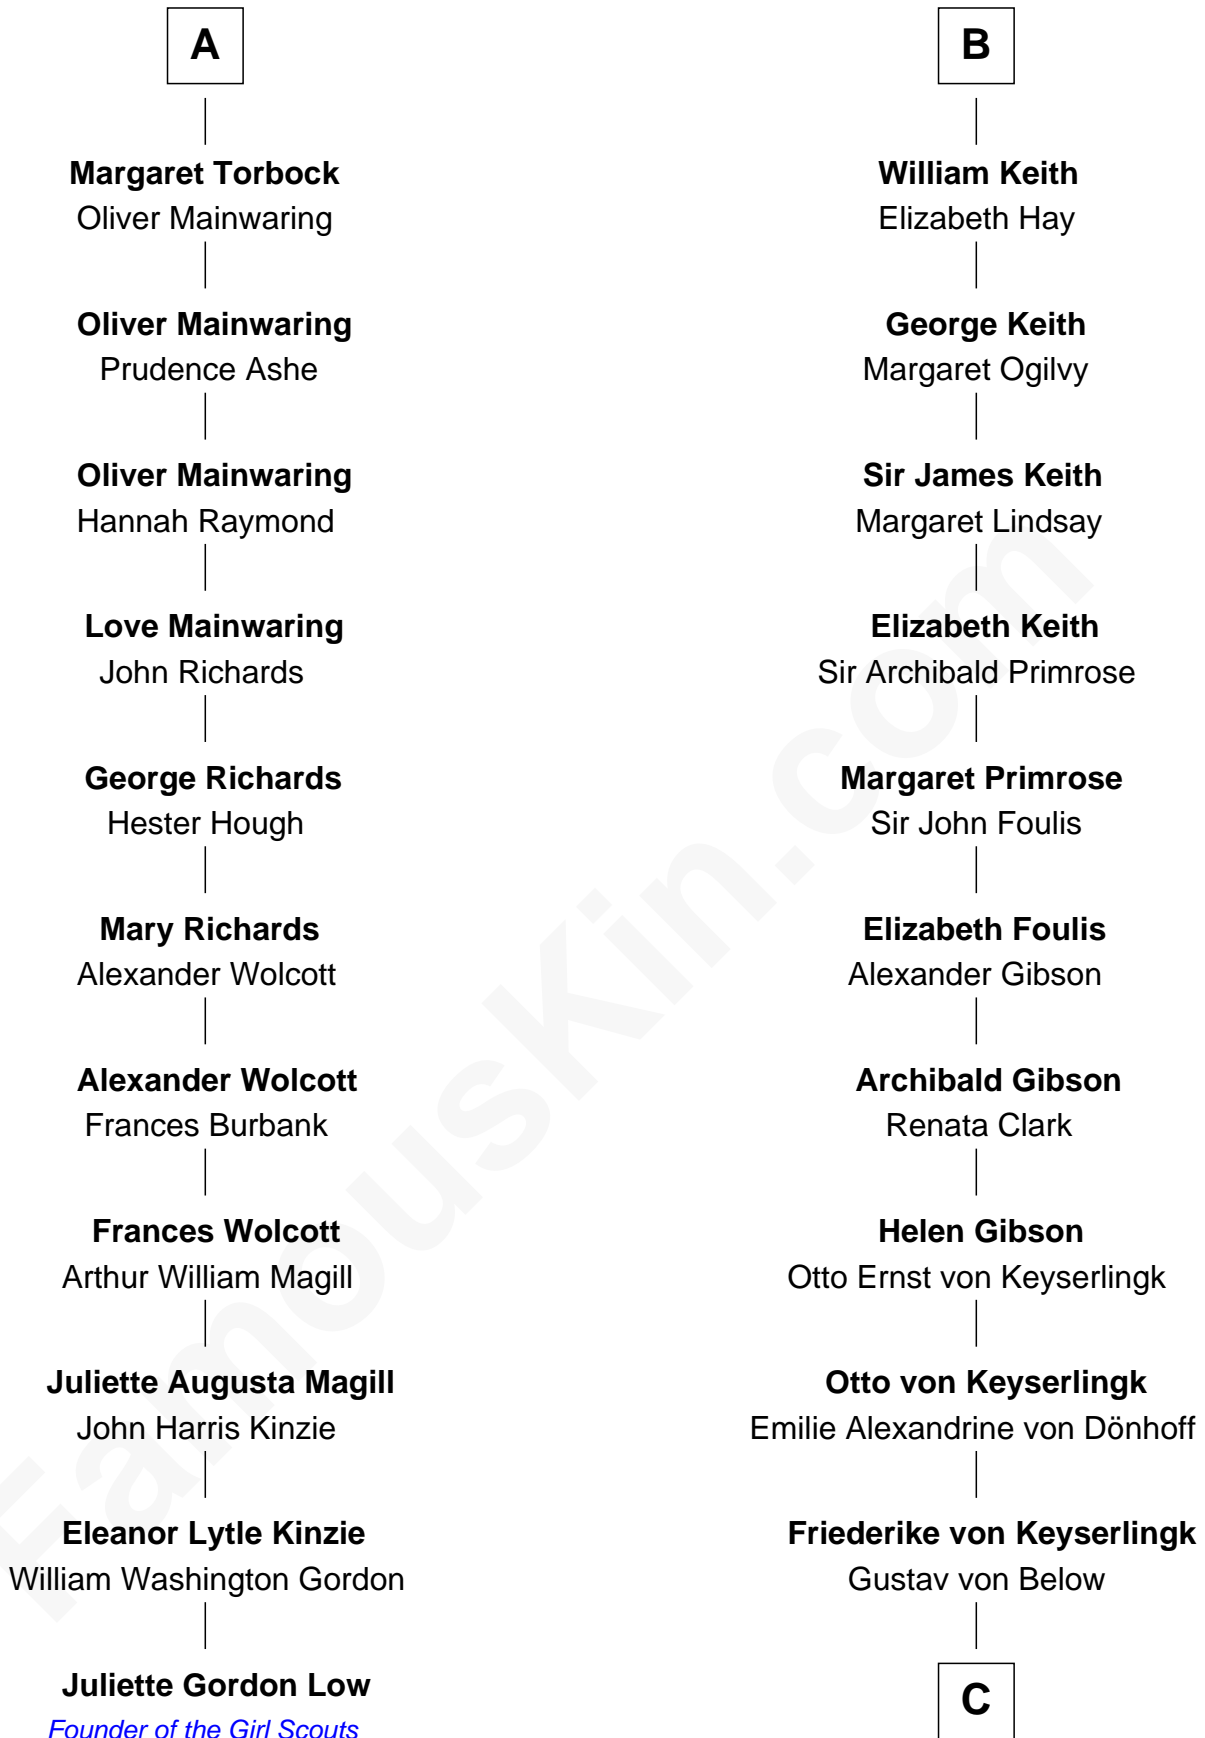 A
Margaret Torbock
Oliver Mainwaring
Oliver Mainwaring
Prudence Ashe
Oliver Mainwaring
Hannah Raymond
Love Mainwaring
John Richards
George Richards
Hester Hough
Mary Richards
Alexander Wolcott
Alexander Wolcott
Frances Burbank
Frances Wolcott
Arthur William Magill
Juliette Augusta Magill
John Harris Kinzie
Eleanor Lytle Kinzie
William Washington Gordon
Juliette Gordon Low
Founder of the Girl Scouts
B
William Keith
Elizabeth Hay
George Keith
Margaret Ogilvy
Sir James Keith
Margaret Lindsay
Elizabeth Keith
Sir Archibald Primrose
Margaret Primrose
Sir John Foulis
Elizabeth Foulis
Alexander Gibson
Archibald Gibson
Renata Clark
Helen Gibson
Otto Ernst von Keyserlingk
Otto von Keyserlingk
Emilie Alexandrine von Dönhoff
Friederike von Keyserlingk
Gustav von Below
C
FamousKin.com